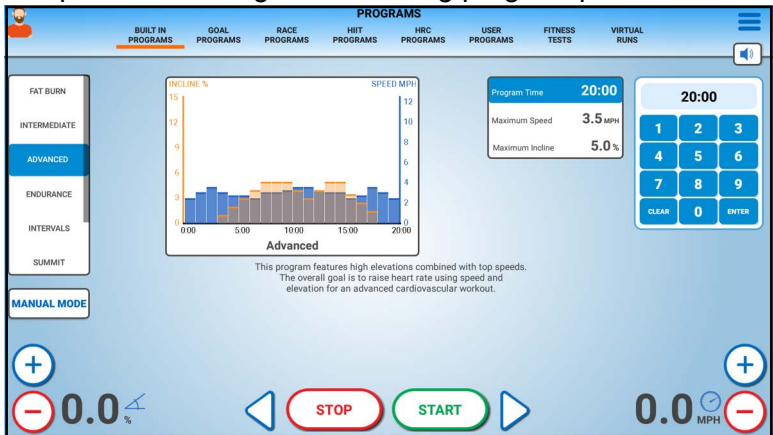 PROGRAMS
BUILT IN PROGRAMS
GOAL PROGRAMS
RACE PROGRAMS
HIIT PROGRAMS
HRC PROGRAMS
USER PROGRAMS
FITNESS TESTS
VIRTUAL RUNS
FAT BURN
INTERMEDIATE
ADVANCED
ENDURANCE
INTERVALS
SUMMIT
MANUAL MODE
INCLINE % SPEED MPH
15
12
9
6
3
0
12
10
8
6
4
2
0
0:00 5:00 10:00 15:00 20:00
Advanced
This program features high elevations combined with top speeds.
The overall goal is to raise heart rate using speed and
elevation for an advanced cardiovascular workout.
Program Time 20:00
Maximum Speed 3.5 MPH
Maximum Incline 5.0 %
20:00
1 2 3
4 5 6
7 8 9
CLEAR 0 ENTER
+
−
0.0 %
STOP
START
+
−
0.0 MPH